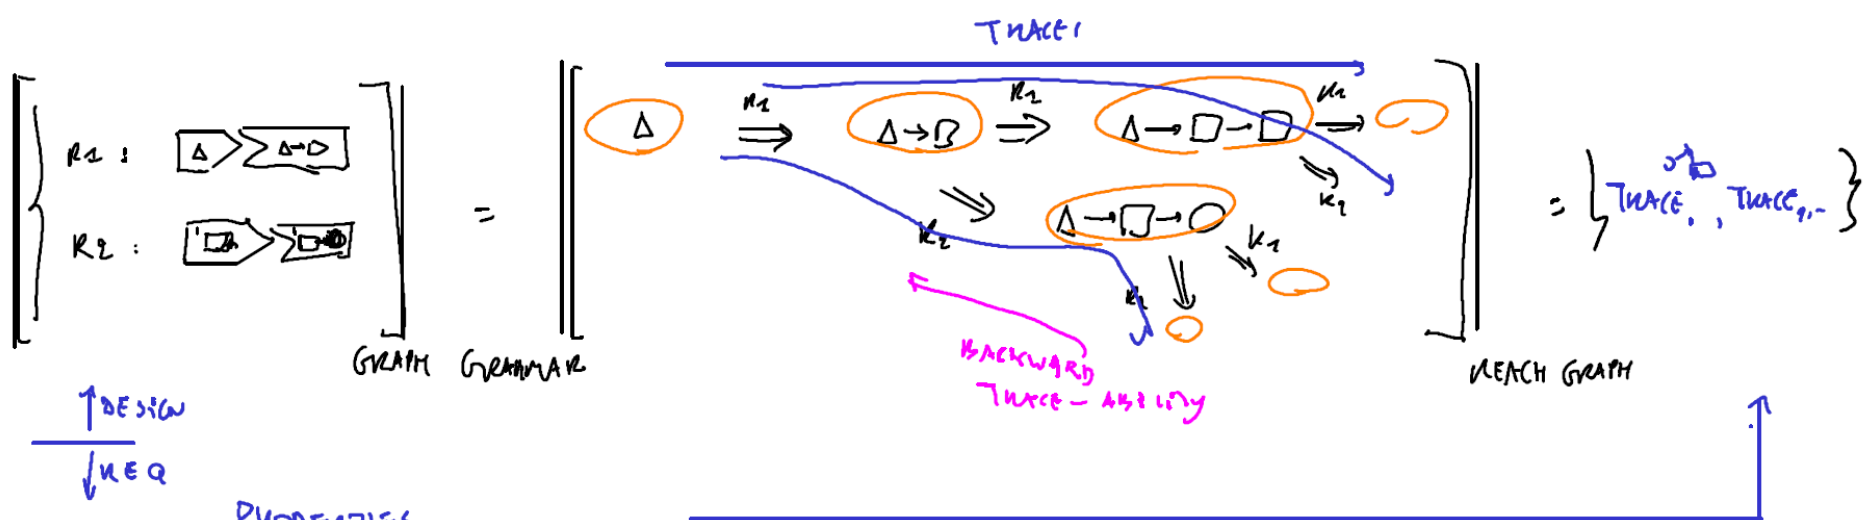 TRACE1
R1 :
R1
R1
R1
R2 :
=
R2
R2
R1
= { TRACE1, TRACE2,... }
R2
BACKWARD
TRACE-ABILITY
GRAPH GRAMMAR
REACH GRAPH
DESIGN
REQ
PROPERTIES